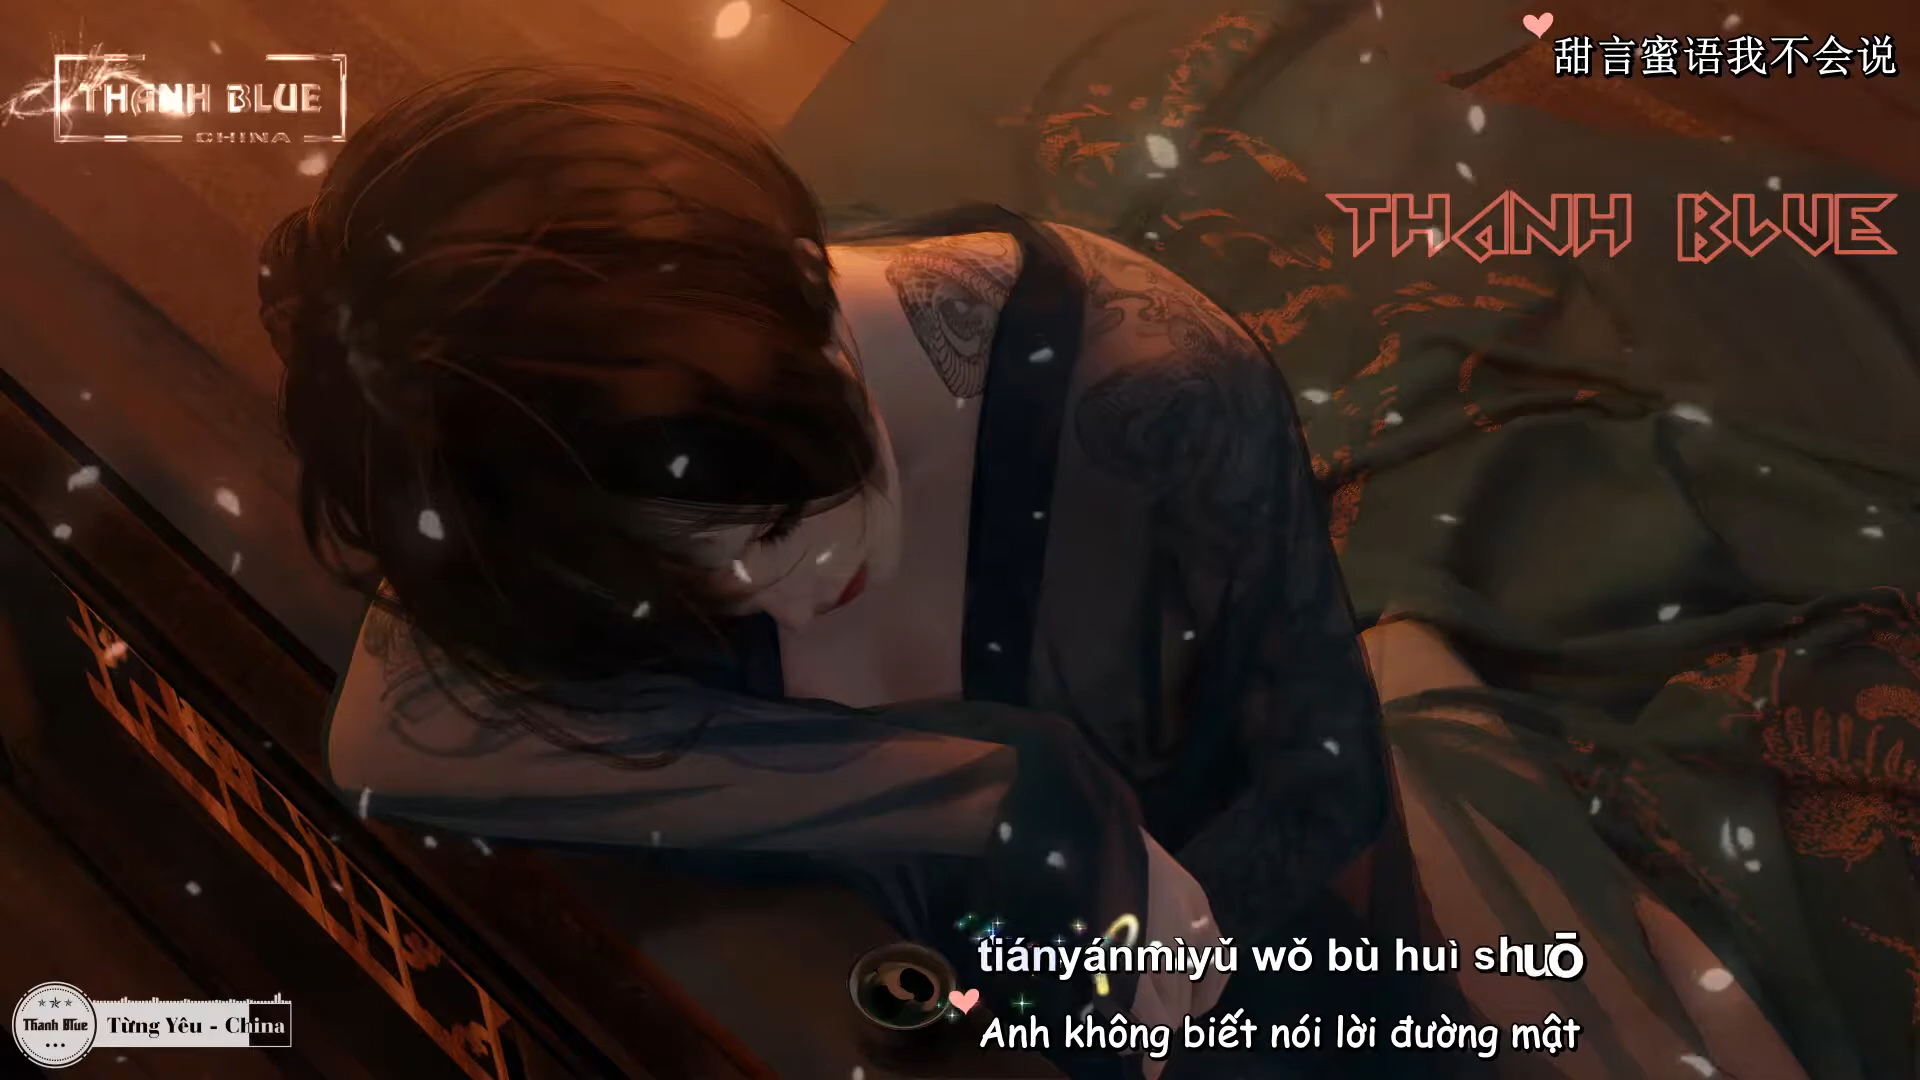 THANH BLUE
CHINA
甜言蜜语我不会说
THANH BLUE
tiányánmìyǔ wǒ bù huì shuō
Anh không biết nói lời đường mật
Thanh Blue
Từng Yêu - China